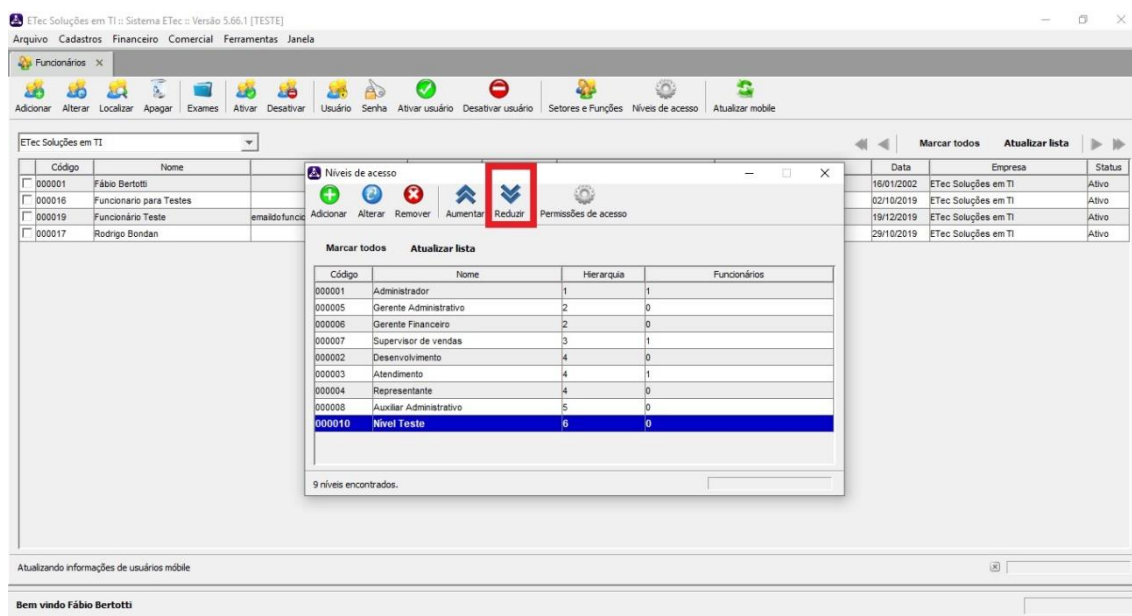 ETec Soluções em TI :: Sistema ETec :: Versão 5.66.1 [TESTE]
Arquivo Cadastros Financeiro Comercial Ferramentas Janela
Funcionários X
Adicionar Alterar Localizar Apagar Exames Ativar Desativar Usuário Senha Ativar usuário Desativar usuário Setores e Funções Níveis de acesso Atualizar mobile
ETec Soluções em TI Marcar todos Atualizar lista
Código Nome Data Empresa Status
000001 Fábio Bertotti 16/01/2002 ETec Soluções em TI Ativo
000016 Funcionario para Testes 02/10/2019 ETec Soluções em TI Ativo
000019 Funcionário Teste emaildofuncio 19/12/2019 ETec Soluções em TI Ativo
000017 Rodrigo Bondan 29/10/2019 ETec Soluções em TI Ativo
Níveis de acesso
Adicionar Alterar Remover Aumentar Reduzir Permissões de acesso
Marcar todos Atualizar lista
Código Nome Hierarquia Funcionários
000001 Administrador 1 1
000005 Gerente Administrativo 2 0
000006 Gerente Financeiro 2 0
000007 Supervisor de vendas 3 1
000002 Desenvolvimento 4 0
000003 Atendimento 4 1
000004 Representante 4 0
000008 Auxiliar Administrativo 5 0
000010 Nível Teste 6 0
9 níveis encontrados.
Atualizando informações de usuários móbile
Bem vindo Fábio Bertotti